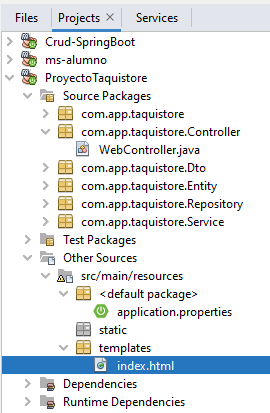 Files Projects × Services
Crud-SpringBoot
ms-alumno
ProyectoTaquistore
Source Packages
com.app.taquistore
com.app.taquistore.Controller
WebController.java
com.app.taquistore.Dto
com.app.taquistore.Entity
com.app.taquistore.Repository
com.app.taquistore.Service
Test Packages
Other Sources
src/main/resources
<default package>
application.properties
static
templates
index.html
Dependencies
Runtime Dependencies